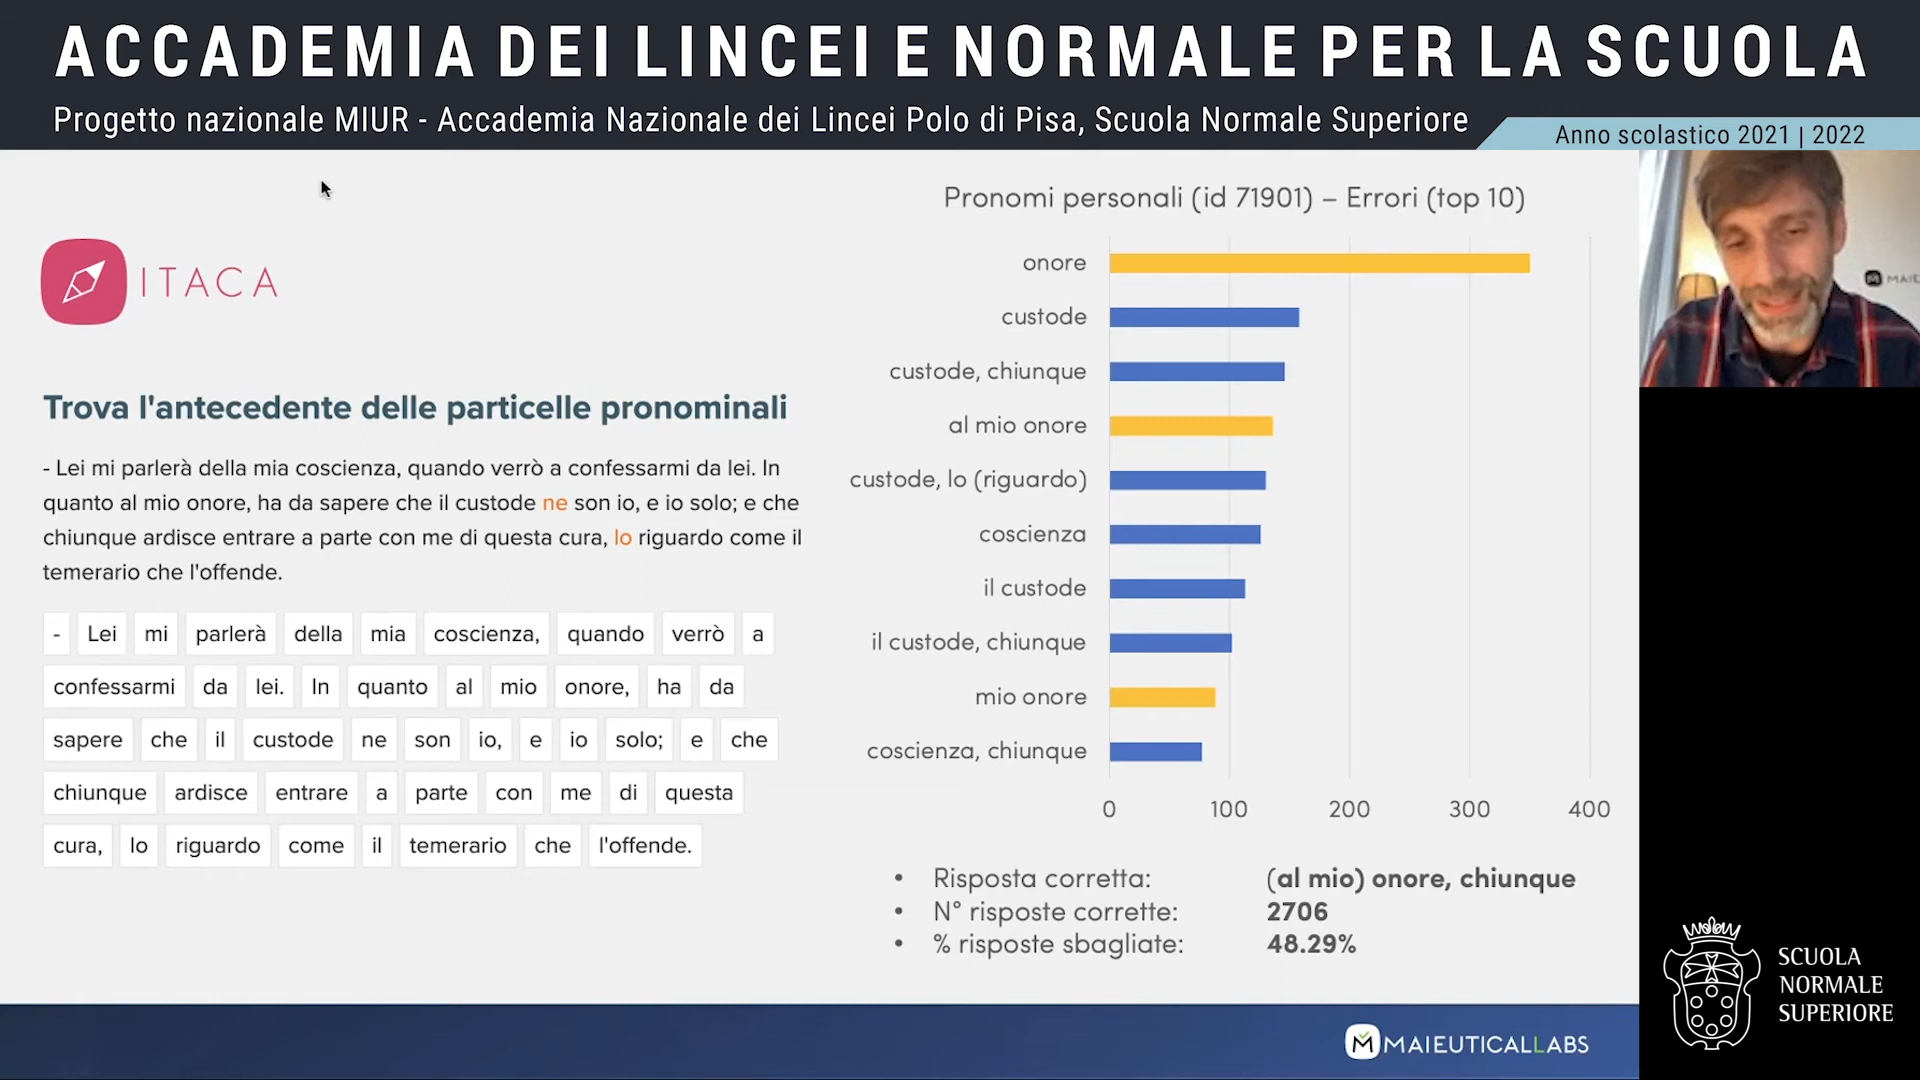 ACCADEMIA DEI LINCEI E NORMALE PER LA SCUOLA
Progetto nazionale MIUR - Accademia Nazionale dei Lincei Polo di Pisa, Scuola Normale Superiore
Anno scolastico 2021 | 2022
ITACA
Trova l'antecedente delle particelle pronominali
- Lei mi parlerà della mia coscienza, quando verrò a confessarmi da lei. In
quanto al mio onore, ha da sapere che il custode ne son io, e io solo; e che
chiunque ardisce entrare a parte con me di questa cura, lo riguardo come il
temerario che l'offende.
- Lei mi parlerà della mia coscienza, quando verrò a
confessarmi da lei. In quanto al mio onore, ha da
sapere che il custode ne son io, e io solo; e che
chiunque ardisce entrare a parte con me di questa
cura, lo riguardo come il temerario che l'offende.
Pronomi personali (id 71901) – Errori (top 10)
onore
custode
custode, chiunque
al mio onore
custode, lo (riguardo)
coscienza
il custode
il custode, chiunque
mio onore
coscienza, chiunque
0 100 200 300 400
• Risposta corretta: (al mio) onore, chiunque
• N° risposte corrette: 2706
• % risposte sbagliate: 48.29%
M MAIEUTICALLABS
SCUOLA
NORMALE
SUPERIORE